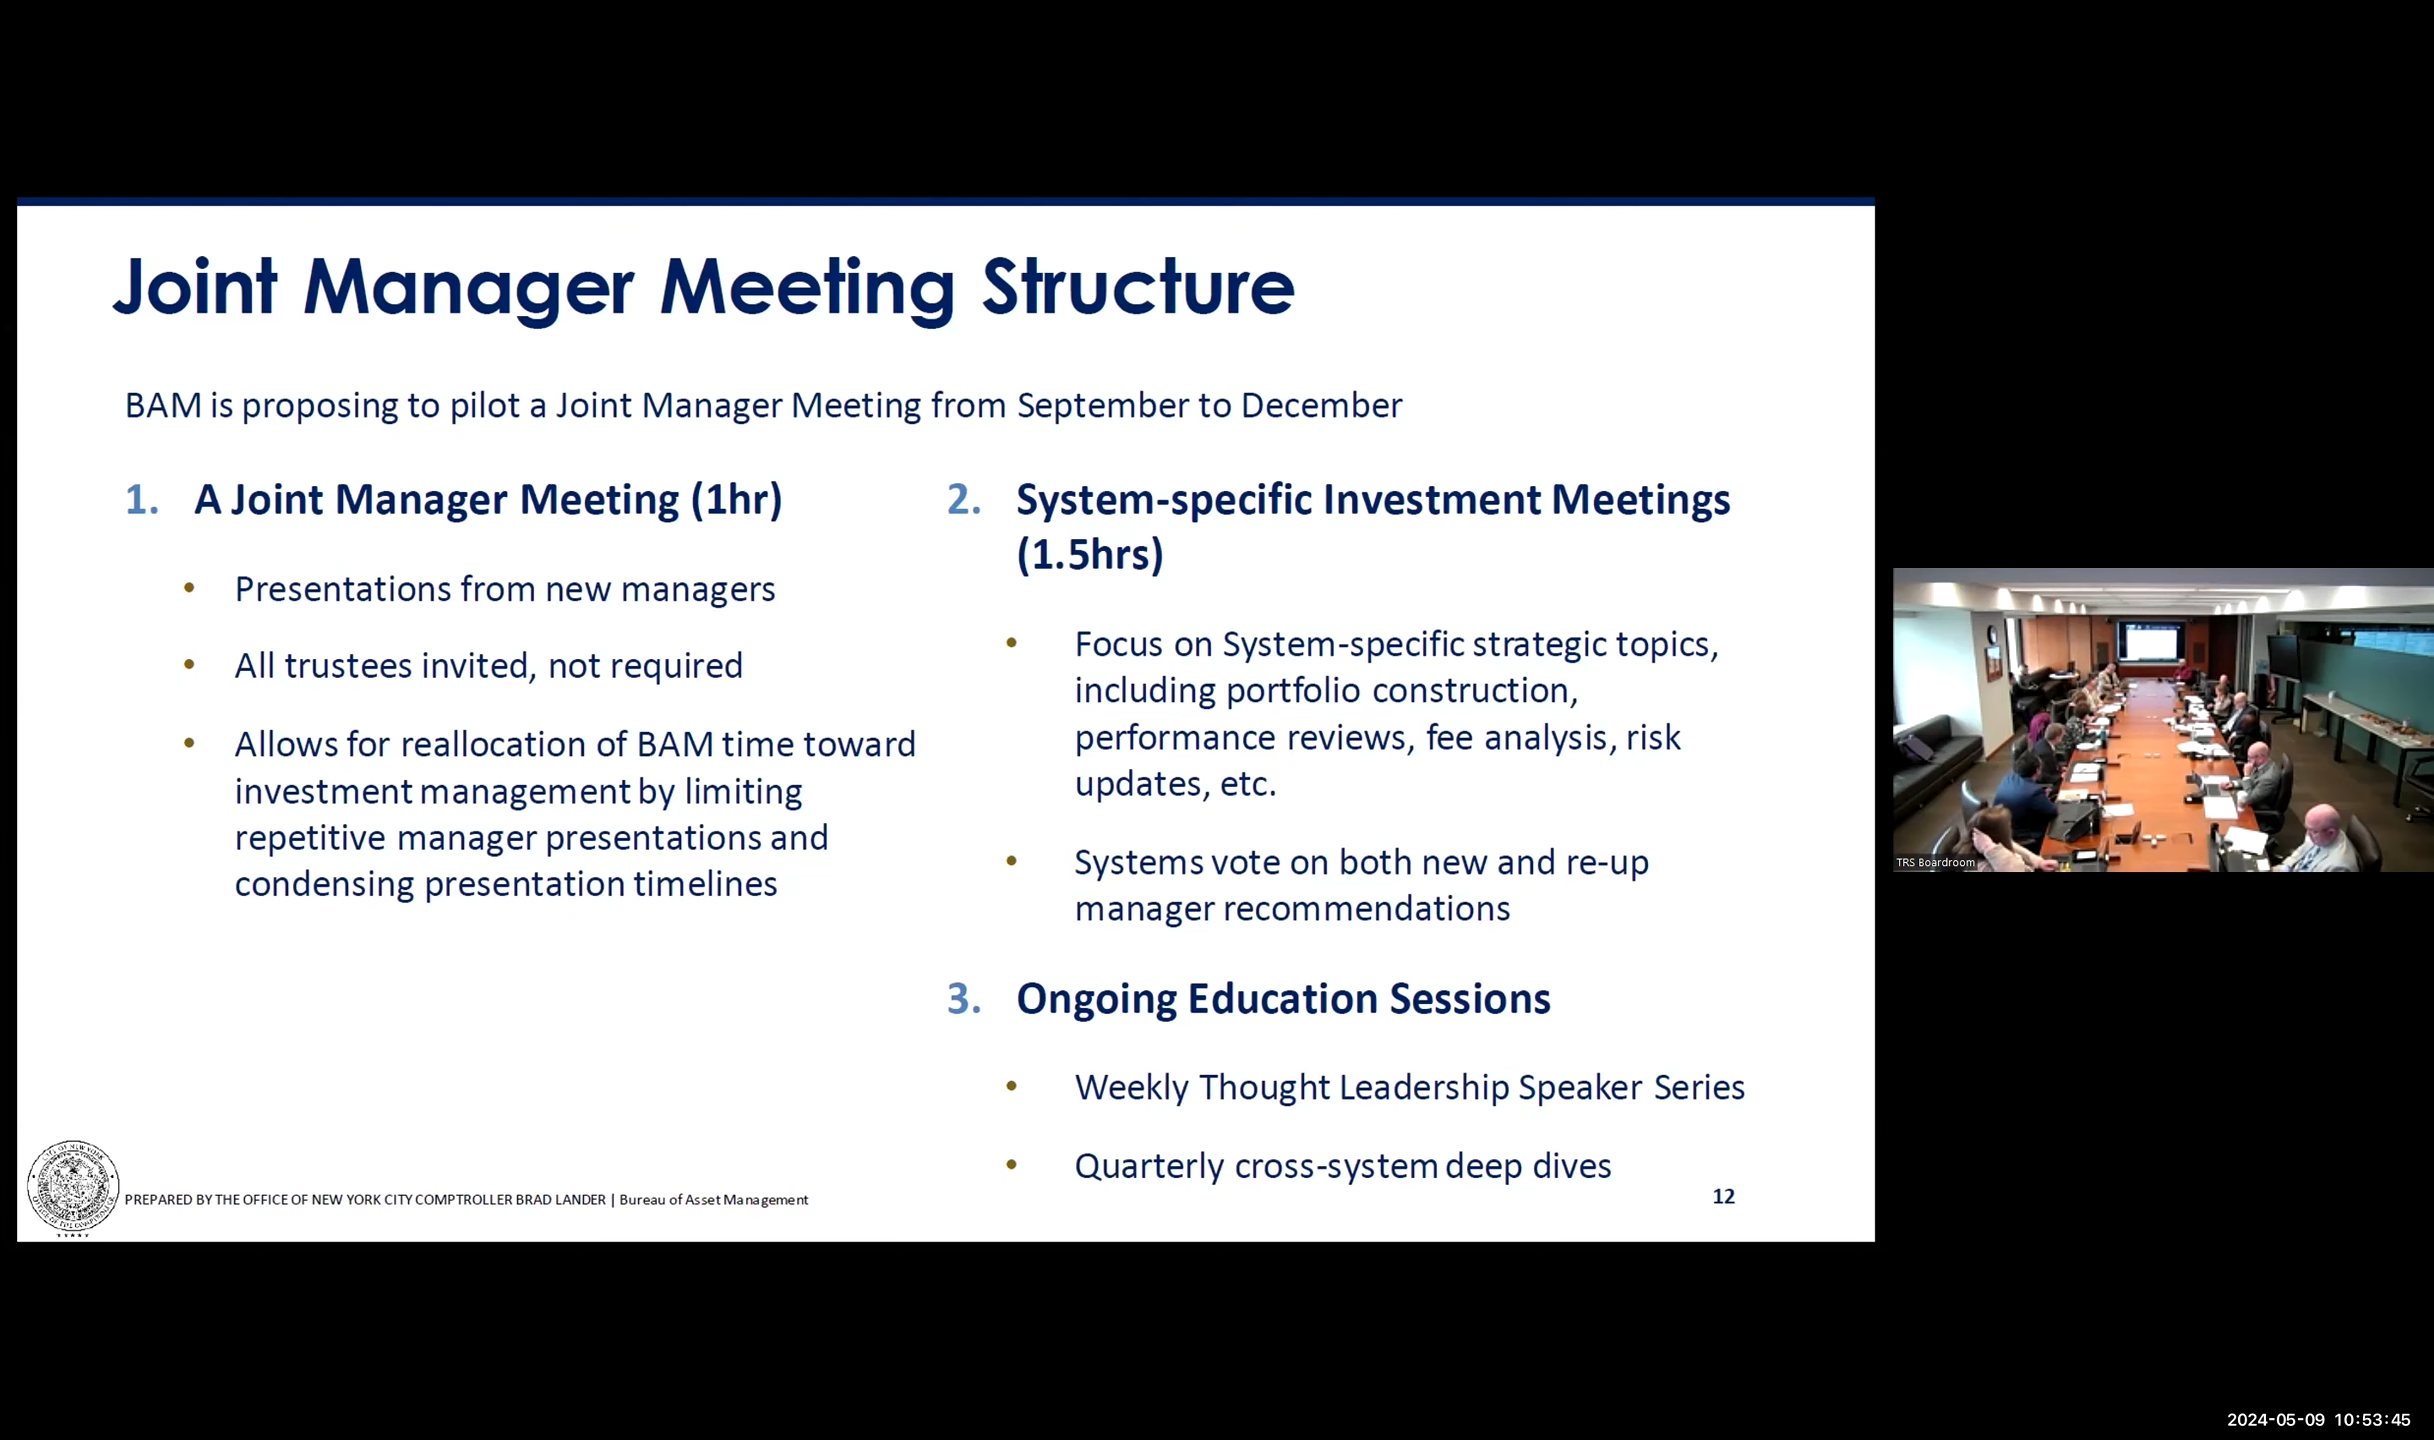 Joint Manager Meeting Structure
BAM is proposing to pilot a Joint Manager Meeting from September to December
1. A Joint Manager Meeting (1hr)
• Presentations from new managers
• All trustees invited, not required
• Allows for reallocation of BAM time toward
investment management by limiting
repetitive manager presentations and
condensing presentation timelines
2. System-specific Investment Meetings
(1.5hrs)
• Focus on System-specific strategic topics,
including portfolio construction,
performance reviews, fee analysis, risk
updates, etc.
• Systems vote on both new and re-up
manager recommendations
3. Ongoing Education Sessions
• Weekly Thought Leadership Speaker Series
• Quarterly cross-system deep dives
PREPARED BY THE OFFICE OF NEW YORK CITY COMPTROLLER BRAD LANDER | Bureau of Asset Management
12
TRS Boardroom
2024-05-09 10:53:45